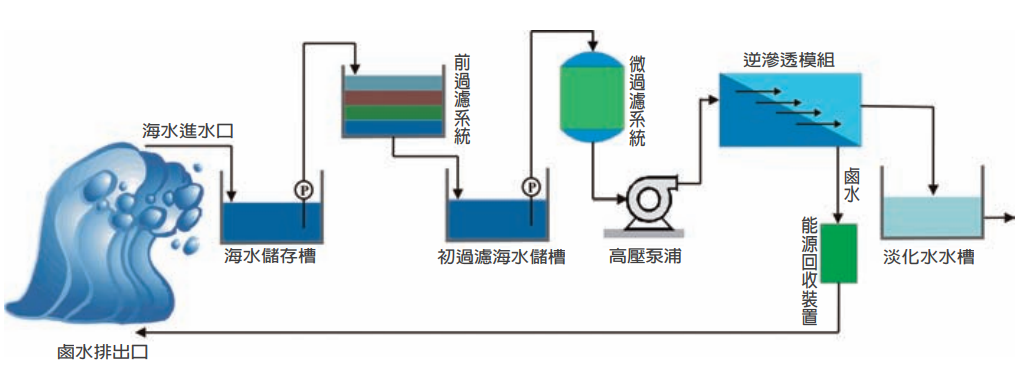 海水進水口
P
海水儲存槽
前過濾系統
初過濾海水儲槽
P
微過濾系統
高壓泵浦
逆滲透模組
鹵水
能源回收裝置
淡化水水槽
鹵水排出口